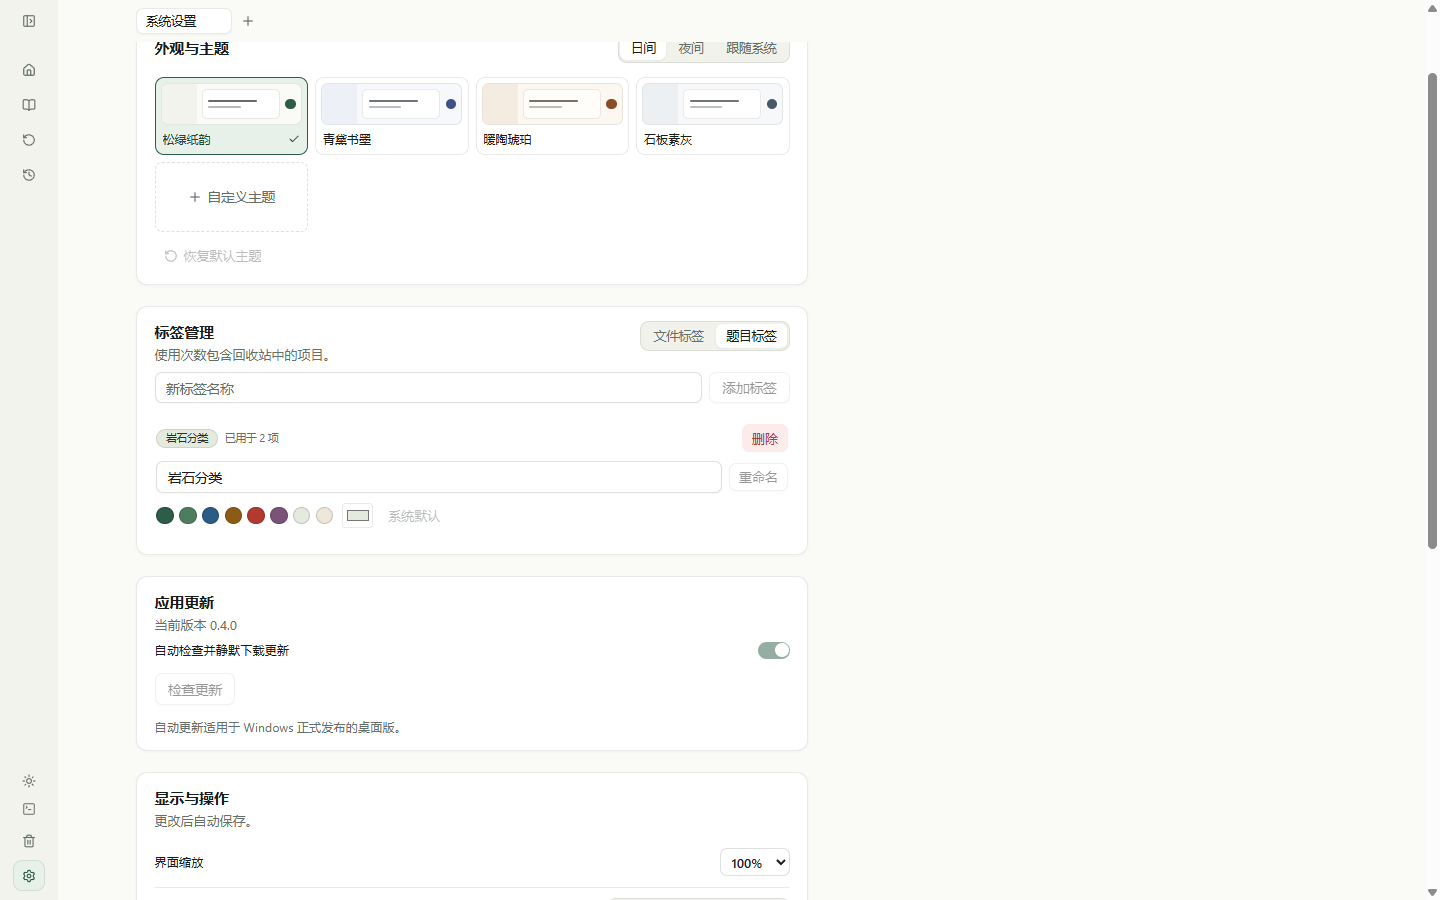 系统设置
外观与主题
日间 夜间 跟随系统
松绿纸韵
青黛书墨
暖陶琥珀
石板素灰
自定义主题
恢复默认主题
标签管理
文件标签 题目标签
使用次数包含回收站中的项目。
新标签名称
添加标签
岩石分类 已用于 2 项
删除
岩石分类
重命名
系统默认
应用更新
当前版本 0.4.0
自动检查并静默下载更新
检查更新
自动更新适用于 Windows 正式发布的桌面版。
显示与操作
更改后自动保存。
界面缩放
100%